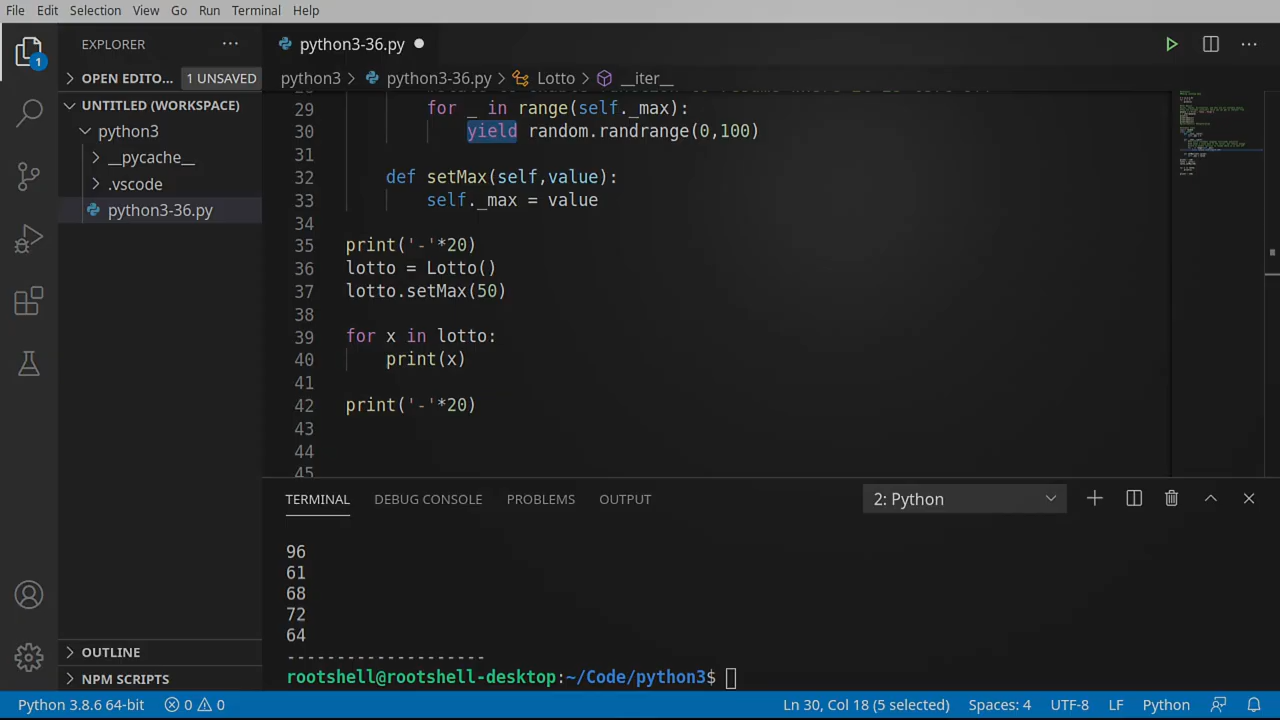 File Edit Selection View Go Run Terminal Help
EXPLORER
python3-36.py
OPEN EDITO... 1 UNSAVED
python3 python3-36.py Lotto __iter__
UNTITLED (WORKSPACE)
python3
__pycache__
.vscode
python3-36.py
29 for _ in range(self._max):
30 yield random.randrange(0,100)
31
32 def setMax(self,value):
33 self._max = value
34
35 print('-'*20)
36 lotto = Lotto()
37 lotto.setMax(50)
38
39 for x in lotto:
40 print(x)
41
42 print('-'*20)
43
44
45
TERMINAL DEBUG CONSOLE PROBLEMS OUTPUT 2: Python
96
61
68
72
64
--------------------
rootshell@rootshell-desktop:~/Code/python3$
OUTLINE
NPM SCRIPTS
1
Python 3.8.6 64-bit 0 0 Ln 30, Col 18 (5 selected) Spaces: 4 UTF-8 LF Python